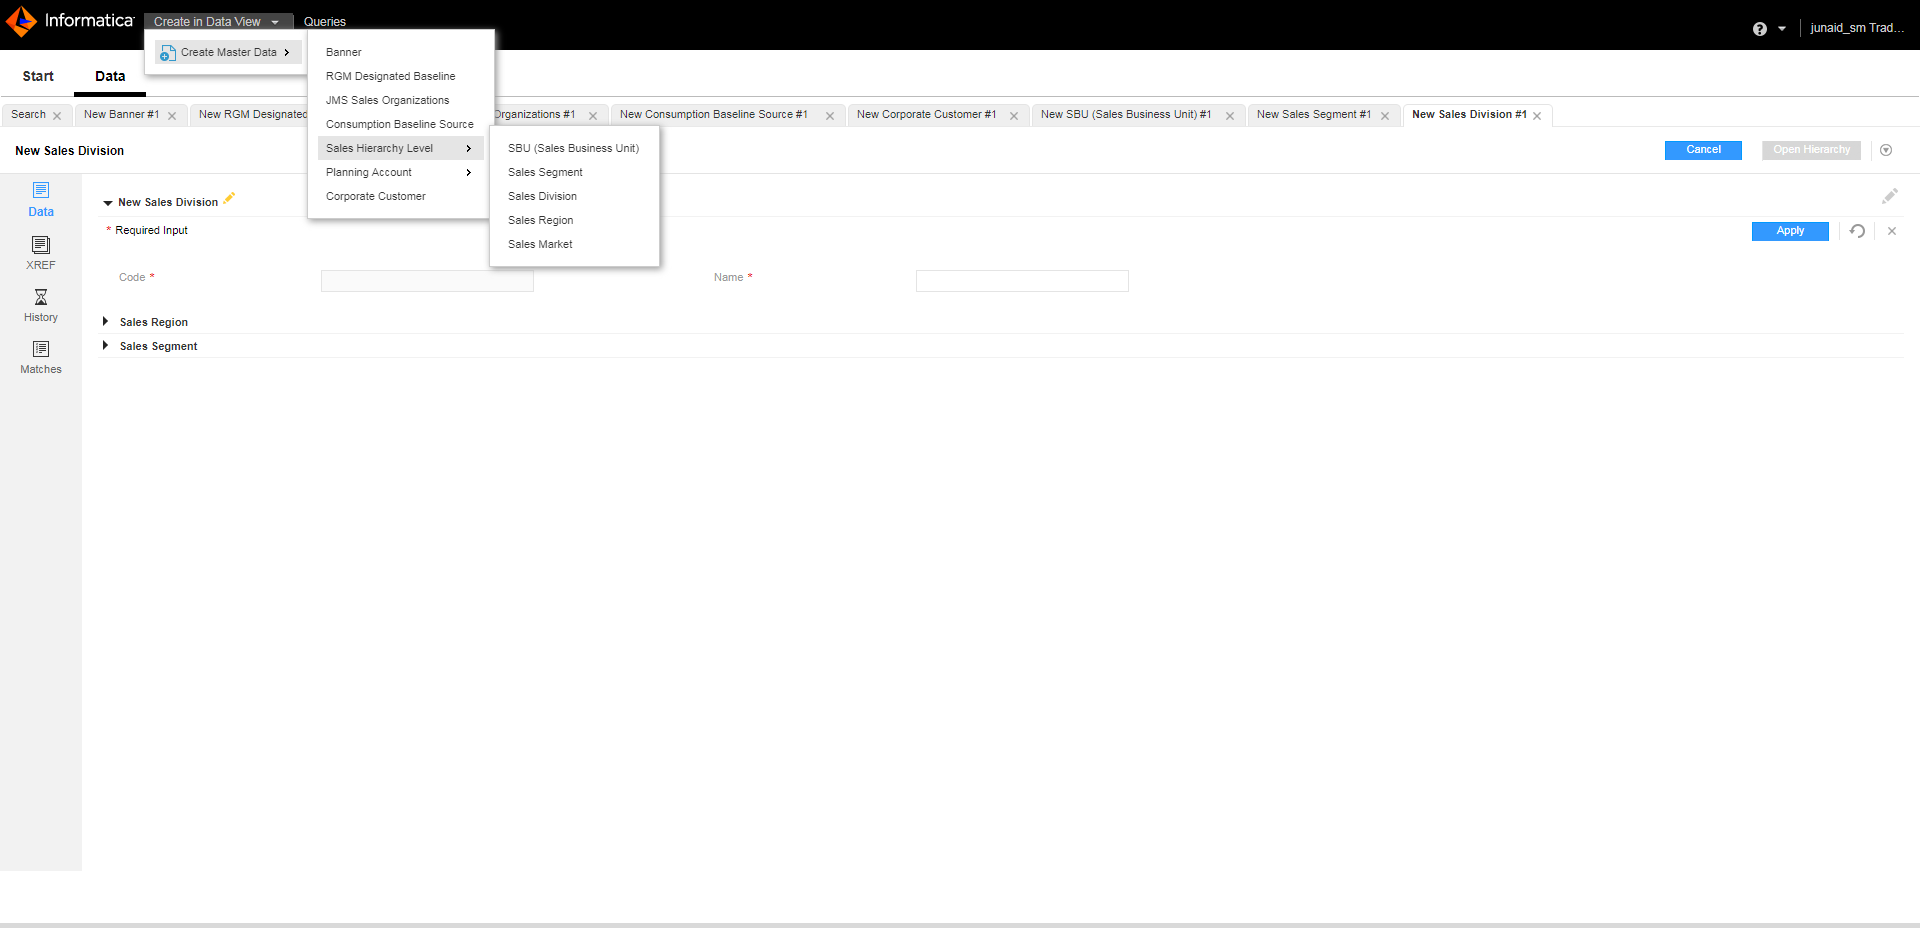 Informatica
Create in Data View
Queries
junaid_sm Trad...
Create Master Data
Banner
RGM Designated Baseline
JMS Sales Organizations
Consumption Baseline Source
Sales Hierarchy Level
Planning Account
Corporate Customer
SBU (Sales Business Unit)
Sales Segment
Sales Division
Sales Region
Sales Market
Start
Data
Search
New Banner #1
New RGM Designated
Organizations #1
New Consumption Baseline Source #1
New Corporate Customer #1
New SBU (Sales Business Unit) #1
New Sales Segment #1
New Sales Division #1
New Sales Division
Cancel
Open Hierarchy
Data
XREF
History
Matches
New Sales Division
* Required Input
Apply
Code *
Name *
Sales Region
Sales Segment